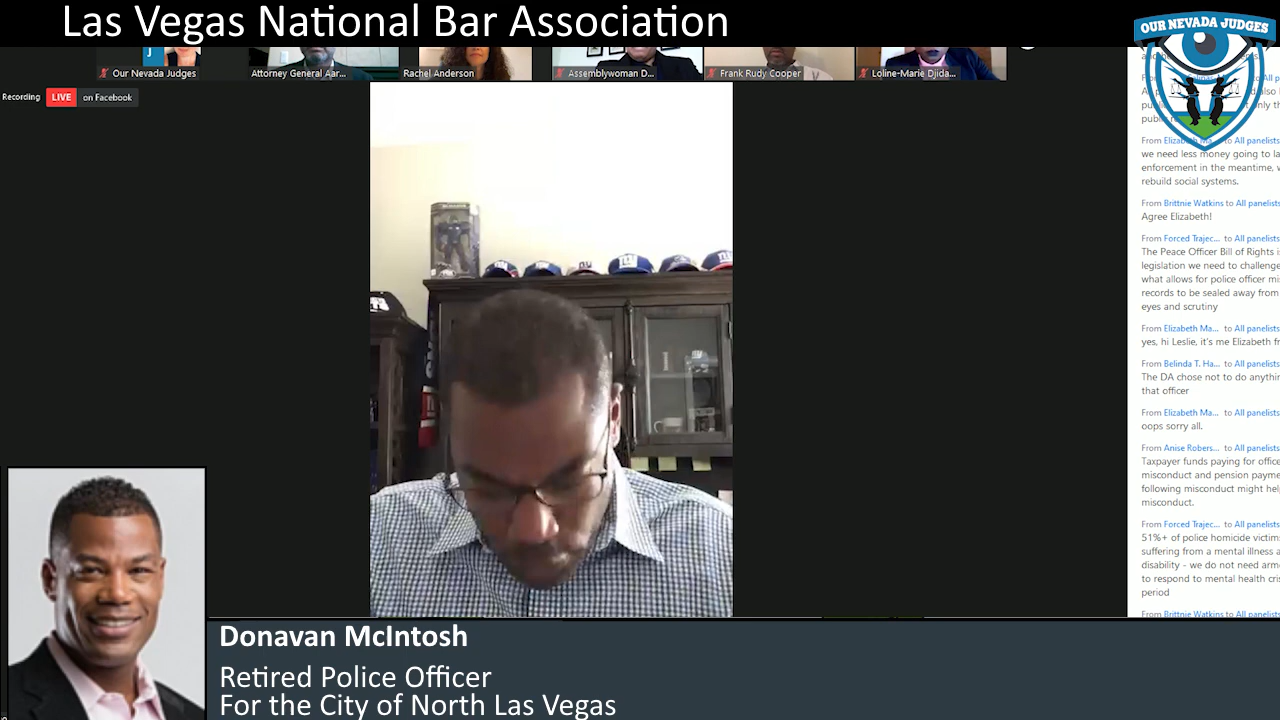 Las Vegas National Bar Association
OUR NEVADA JUDGES
Our Nevada Judges
Attorney General Aar...
Rachel Anderson
Assemblywoman D...
Frank Rudy Cooper
Loline-Marie Djida...
Recording LIVE on Facebook
From Elizabeth Ma... to All panelists
we need less money going to la
enforcement in the meantime, w
rebuild social systems.
From Brittnie Watkins to All panelists
Agree Elizabeth!
From Forced Trajec... to All panelists
The Peace Officer Bill of Rights i
legislation we need to challenge
what allows for police officer mi
records to be sealed away from
eyes and scrutiny
From Elizabeth Ma... to All panelists
yes, hi Leslie, it's me Elizabeth fr
From Belinda T. Ha... to All panelists
The DA chose not to do anythin
that officer
From Elizabeth Ma... to All panelists
oops sorry all.
From Anise Robers... to All panelists
Taxpayer funds paying for office
misconduct and pension payme
following misconduct might help
misconduct.
From Forced Trajec... to All panelists
51%+ of police homicide victims
suffering from a mental illness a
disability - we do not need arme
to respond to mental health cris
period
From Brittnie Watkins to All panelists
Donavan McIntosh
Retired Police Officer
For the City of North Las Vegas